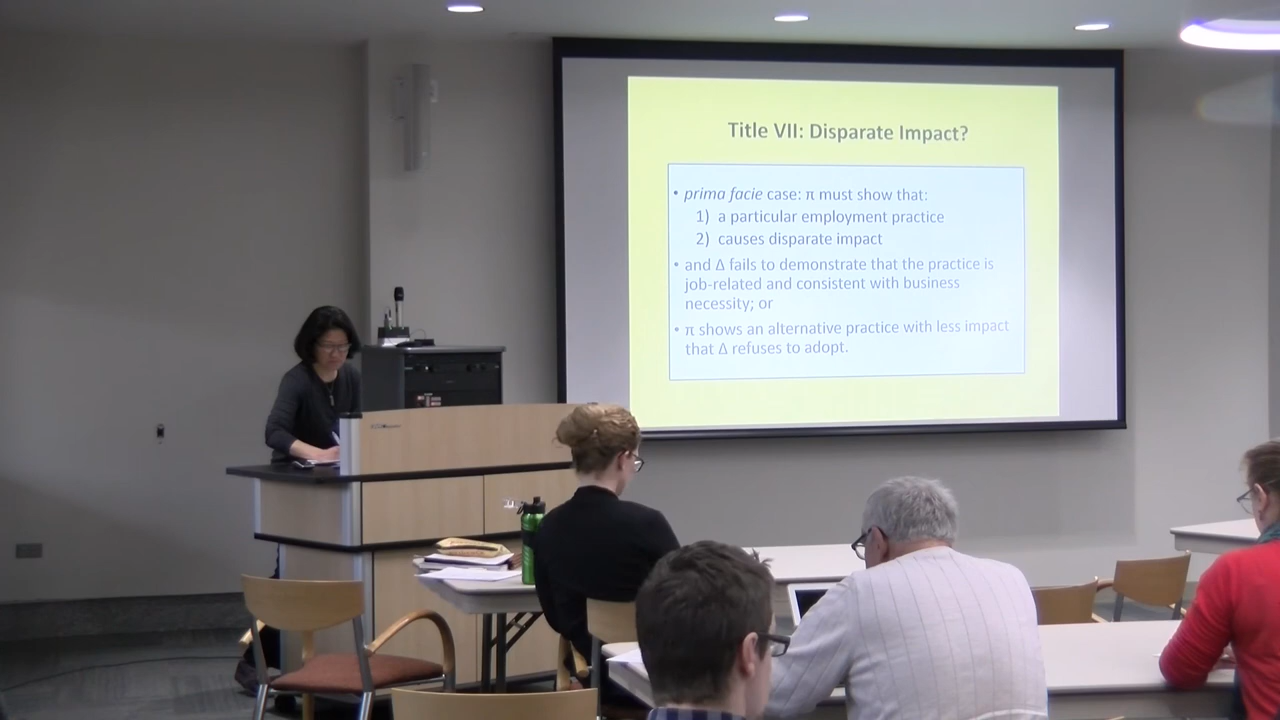 Title VII: Disparate Impact?
• prima facie case: π must show that:
1) a particular employment practice
2) causes disparate impact
• and Δ fails to demonstrate that the practice is
job-related and consistent with business
necessity; or
• π shows an alternative practice with less impact
that Δ refuses to adopt.